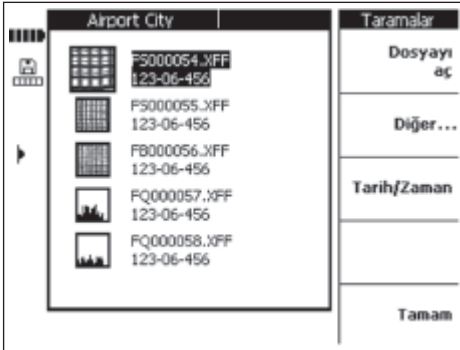 Airport City
Taramalar
FS000054.XFF
123-06-456
FS000055.XFF
123-06-456
FB000056.XFF
123-06-456
FQ000057.XFF
123-06-456
FQ000058.XFF
123-06-456
Dosyayı
aç
Diğer...
Tarih/Zaman
Tamam